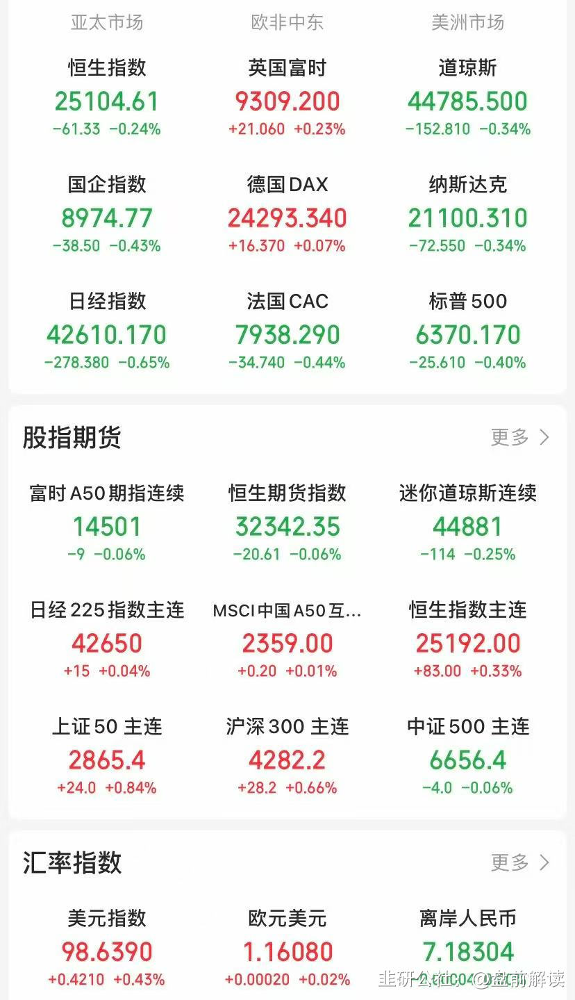 亚太市场 欧非中东 美洲市场
恒生指数 英国富时 道琼斯
25104.61 9309.200 44785.500
-61.33 -0.24% +21.060 +0.23% -152.810 -0.34%
国企指数 德国DAX 纳斯达克
8974.77 24293.340 21100.310
-38.50 -0.43% +16.370 +0.07% -72.550 -0.34%
日经指数 法国CAC 标普500
42610.170 7938.290 6370.170
-278.380 -0.65% -34.740 -0.44% -25.610 -0.40%
股指期货 更多 >
富时A50期指连续 恒生期货指数 迷你道琼斯连续
14501 32342.35 44881
-9 -0.06% -20.61 -0.06% -114 -0.25%
日经225指数主连 MSCI中国A50互... 恒生指数主连
42650 2359.00 25192.00
+15 +0.04% +0.20 +0.01% +83.00 +0.33%
上证50 主连 沪深300 主连 中证500 主连
2865.4 4282.2 6656.4
+24.0 +0.84% +28.2 +0.66% -4.0 -0.06%
汇率指数 更多 >
美元指数 欧元美元 离岸人民币
98.6390 1.16080 7.18304
+0.4210 +0.43% +0.00020 +0.02%
韭研公社：@盘前解读